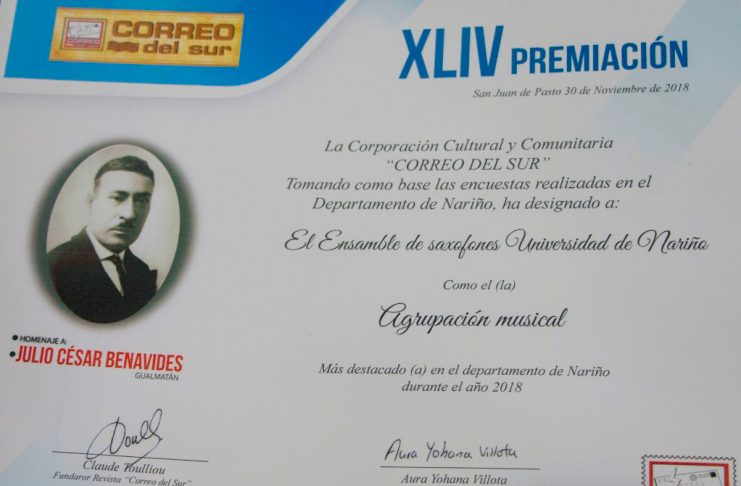 CORREO
del sur
XLIV PREMIACIÓN
San Juan de Pasto 30 de Noviembre de 2018
La Corporación Cultural y Comunitaria
“CORREO DEL SUR”
Tomando como base las encuestas realizadas en el
Departamento de Nariño, ha designado a:
El Ensamble de saxofones Universidad de Nariño
Como el (la)
Agrupación musical
Más destacado (a) en el departamento de Nariño
durante el año 2018
HOMENAJE A:
JULIO CÉSAR BENAVIDES
GUALMATÁN
Claude Toulliou
Fundaror Revista "Correo del Sur"
Aura Yohana Villota
Aura Yohana Villota